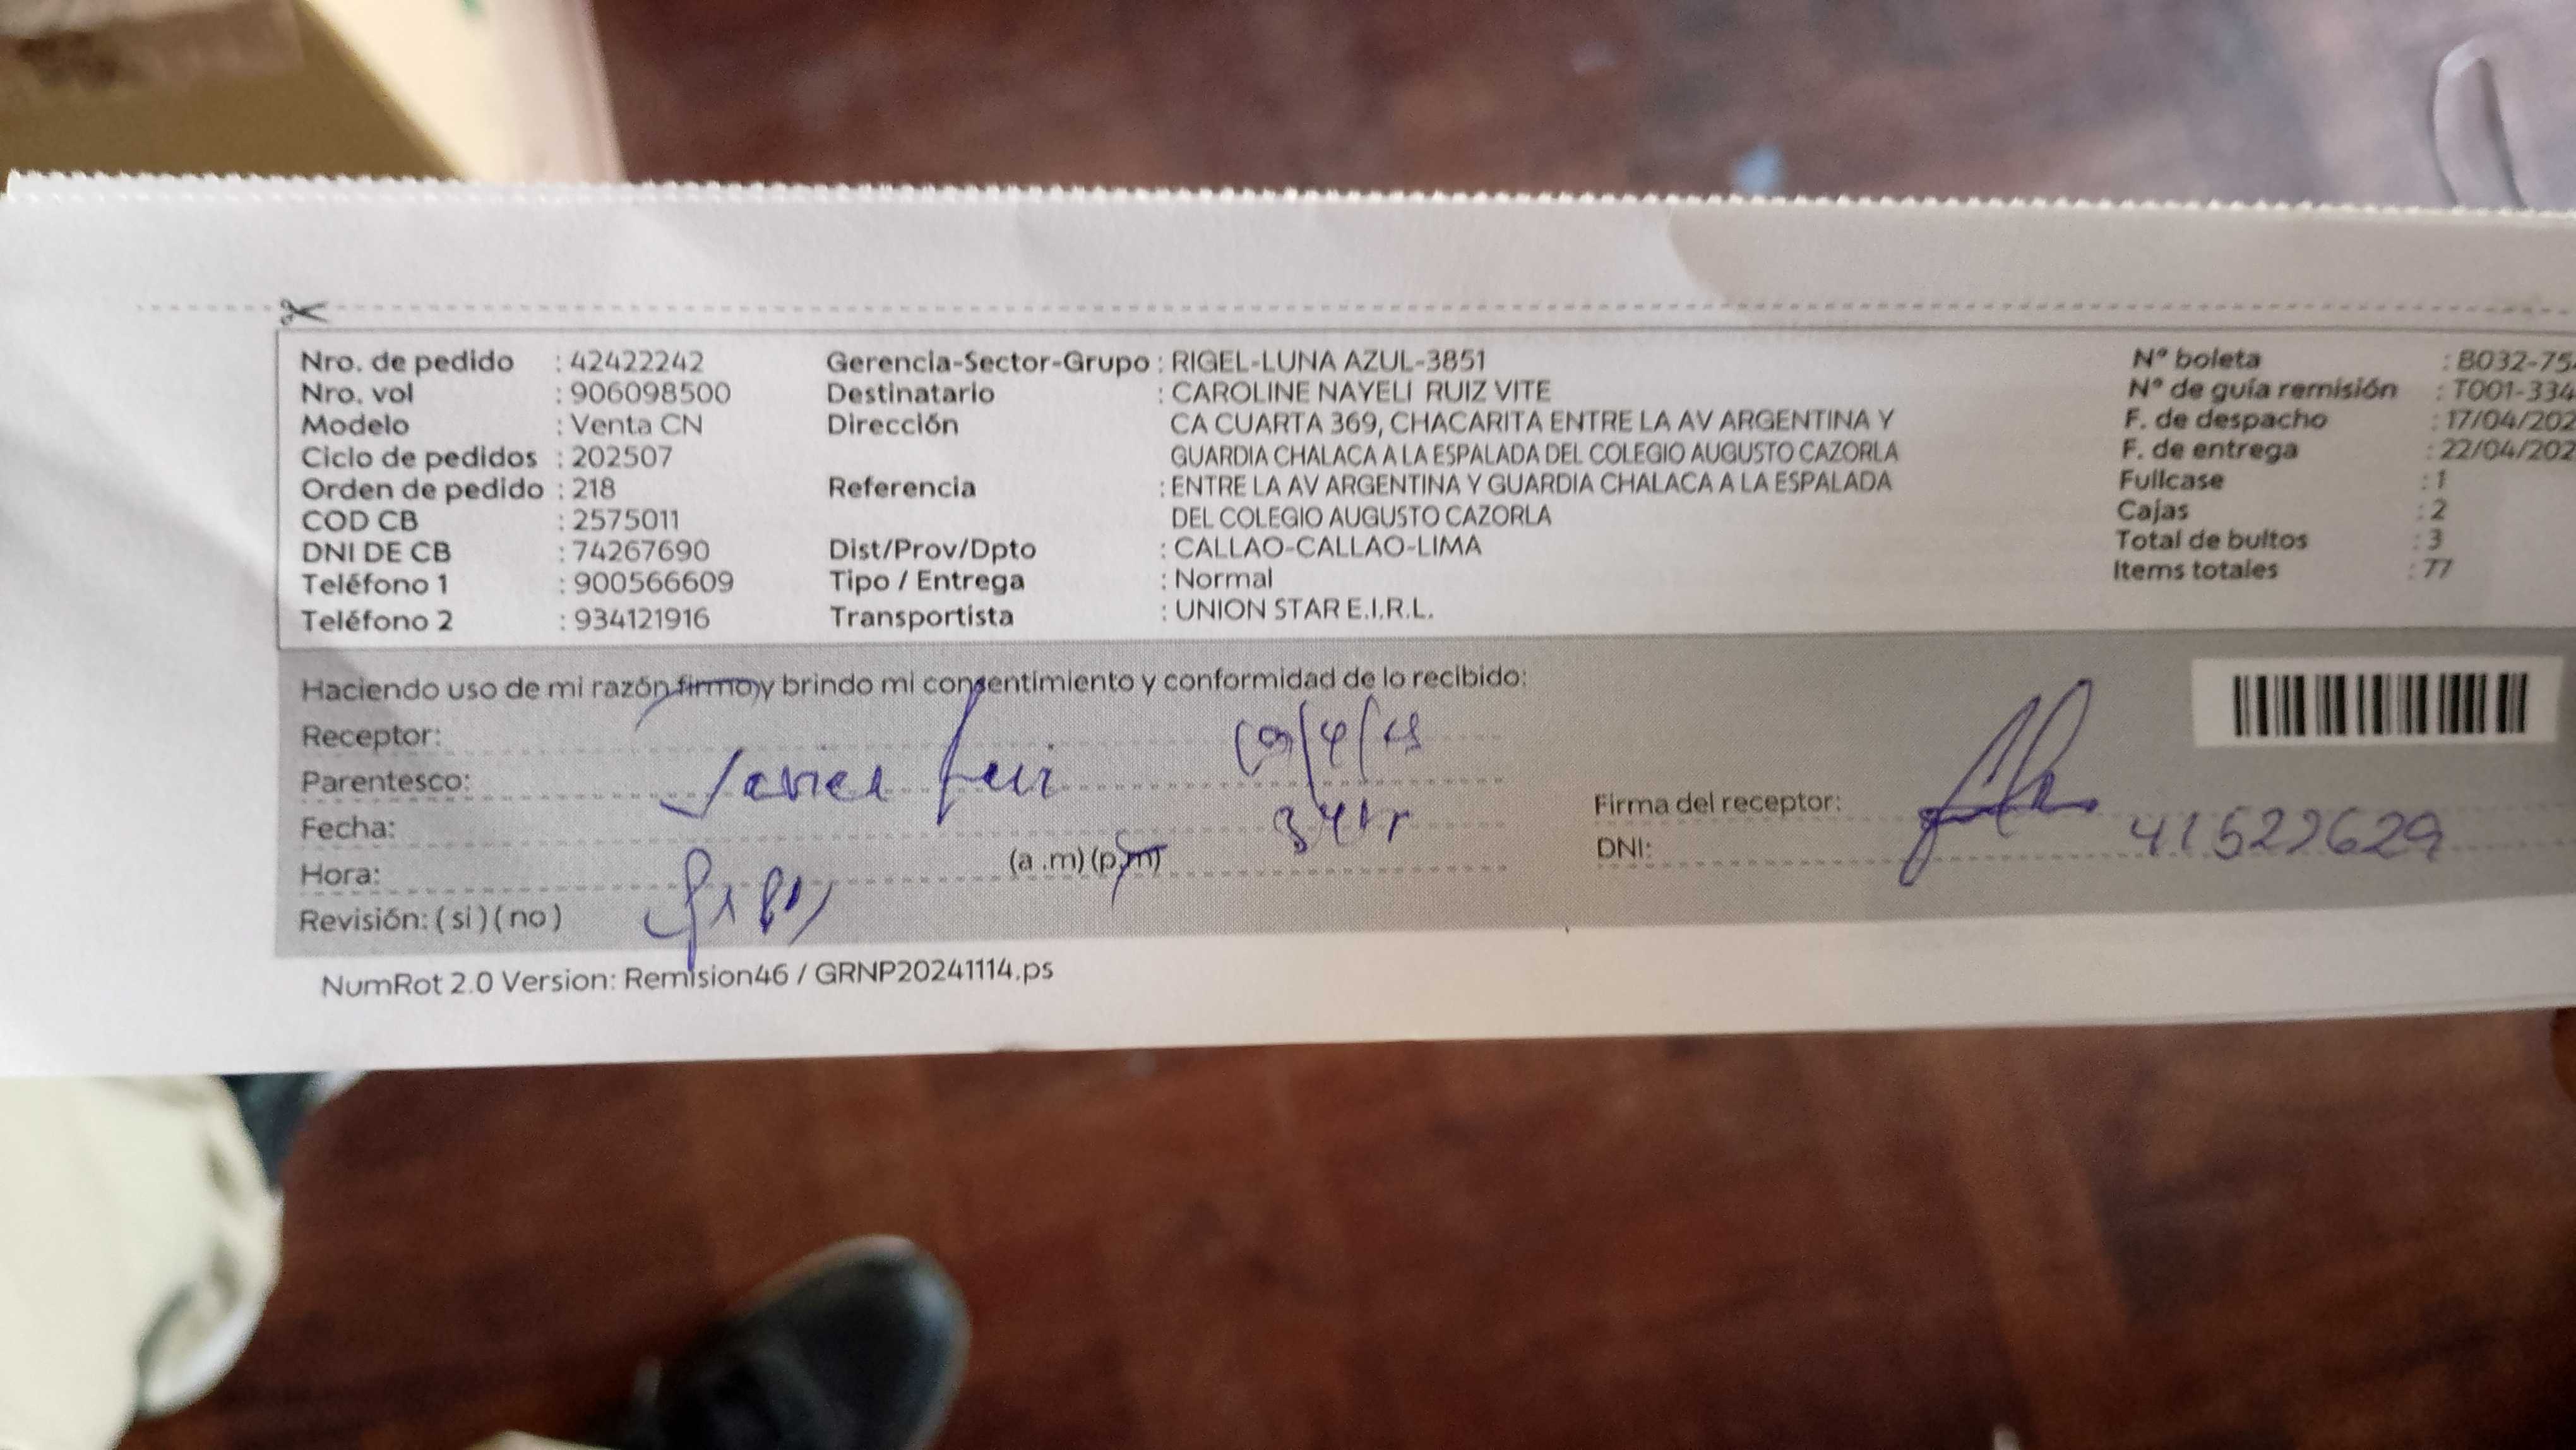 Nro. de pedido : 42422242
Nro. vol : 906098500
Modelo : Venta CN
Ciclo de pedidos : 202507
Orden de pedido : 218
COD CB : 2575011
DNI DE CB : 74267690
Teléfono 1 : 900566609
Teléfono 2 : 934121916
Gerencia-Sector-Grupo : RIGEL-LUNA AZUL-3851
Destinatario : CAROLINE NAYELI RUIZ VITE
Dirección CA CUARTA 369, CHACARITA ENTRE LA AV ARGENTINA Y
GUARDIA CHALACA A LA ESPALADA DEL COLEGIO AUGUSTO CAZORLA
Referencia : ENTRE LA AV ARGENTINA Y GUARDIA CHALACA A LA ESPALADA
DEL COLEGIO AUGUSTO CAZORLA
Dist/Prov/Dpto : CALLAO-CALLAO-LIMA
Tipo / Entrega : Normal
Transportista : UNION STAR E.I.R.L.
N° boleta : B032-75
N° de guía remisión : T001-334
F. de despacho : 17/04/202
F. de entrega : 22/04/202
Fullcase : 1
Cajas : 2
Total de bultos : 3
Items totales : 77
Haciendo uso de mi razón firmo y brindo mi consentimiento y conformidad de lo recibido:
Receptor:
Parentesco: Javier
Fecha:
Hora: (a .m) (p.m)
Revisión: ( si ) ( no )
Firma del receptor:
DNI: 41522629
NumRot 2.0 Version: Remision46 / GRNP20241114.ps